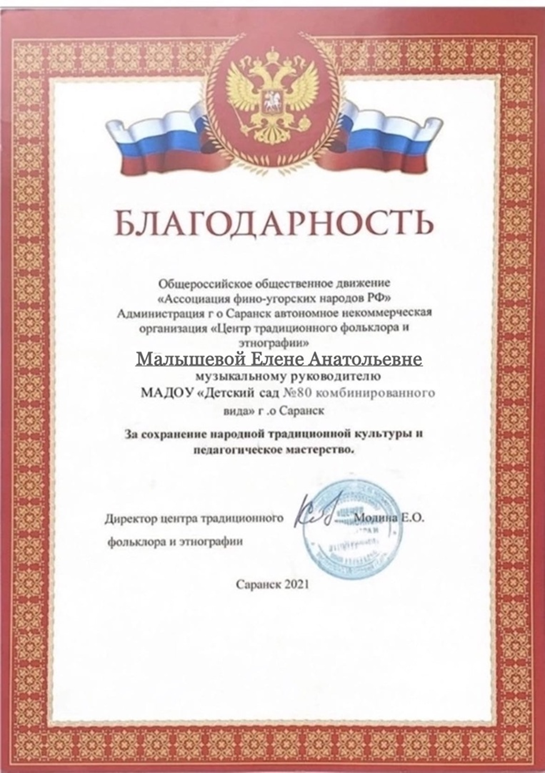 БЛАГОДАРНОСТЬ
Общероссийское общественное движение
«Ассоциация фино-угорских народов РФ»
Администрация г о Саранск автономное некоммерческая
организация «Центр традиционного фольклора и
этнографии»
Малышевой Елене Анатольевне
музыкальному руководителю
МАДОУ «Детский сад №80 комбинированного
вида» г .о Саранск
За сохранение народной традиционной культуры и
педагогическое мастерство.
Директор центра традиционного Модина Е.О.
фольклора и этнографии
Саранск 2021